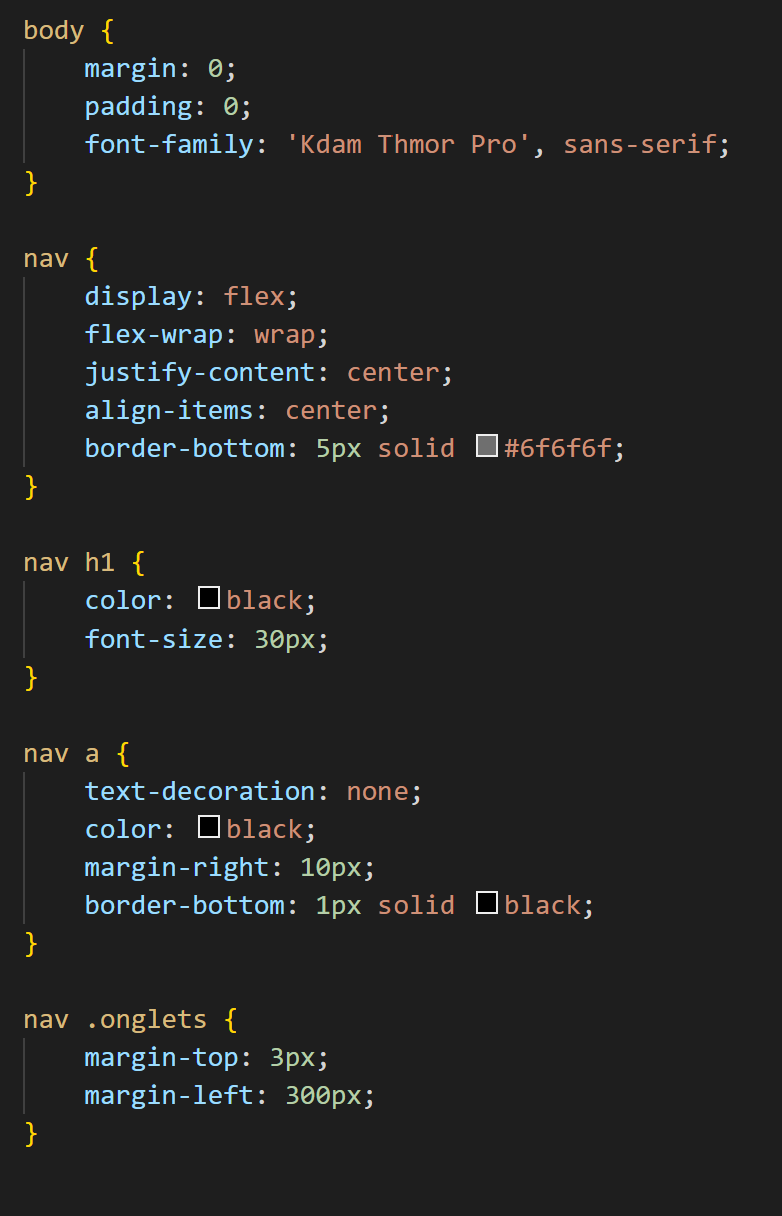 body {
    margin: 0;
    padding: 0;
    font-family: 'Kdam Thmor Pro', sans-serif;
}

nav {
    display: flex;
    flex-wrap: wrap;
    justify-content: center;
    align-items: center;
    border-bottom: 5px solid #6f6f6f;
}

nav h1 {
    color: black;
    font-size: 30px;
}

nav a {
    text-decoration: none;
    color: black;
    margin-right: 10px;
    border-bottom: 1px solid black;
}

nav .onglets {
    margin-top: 3px;
    margin-left: 300px;
}